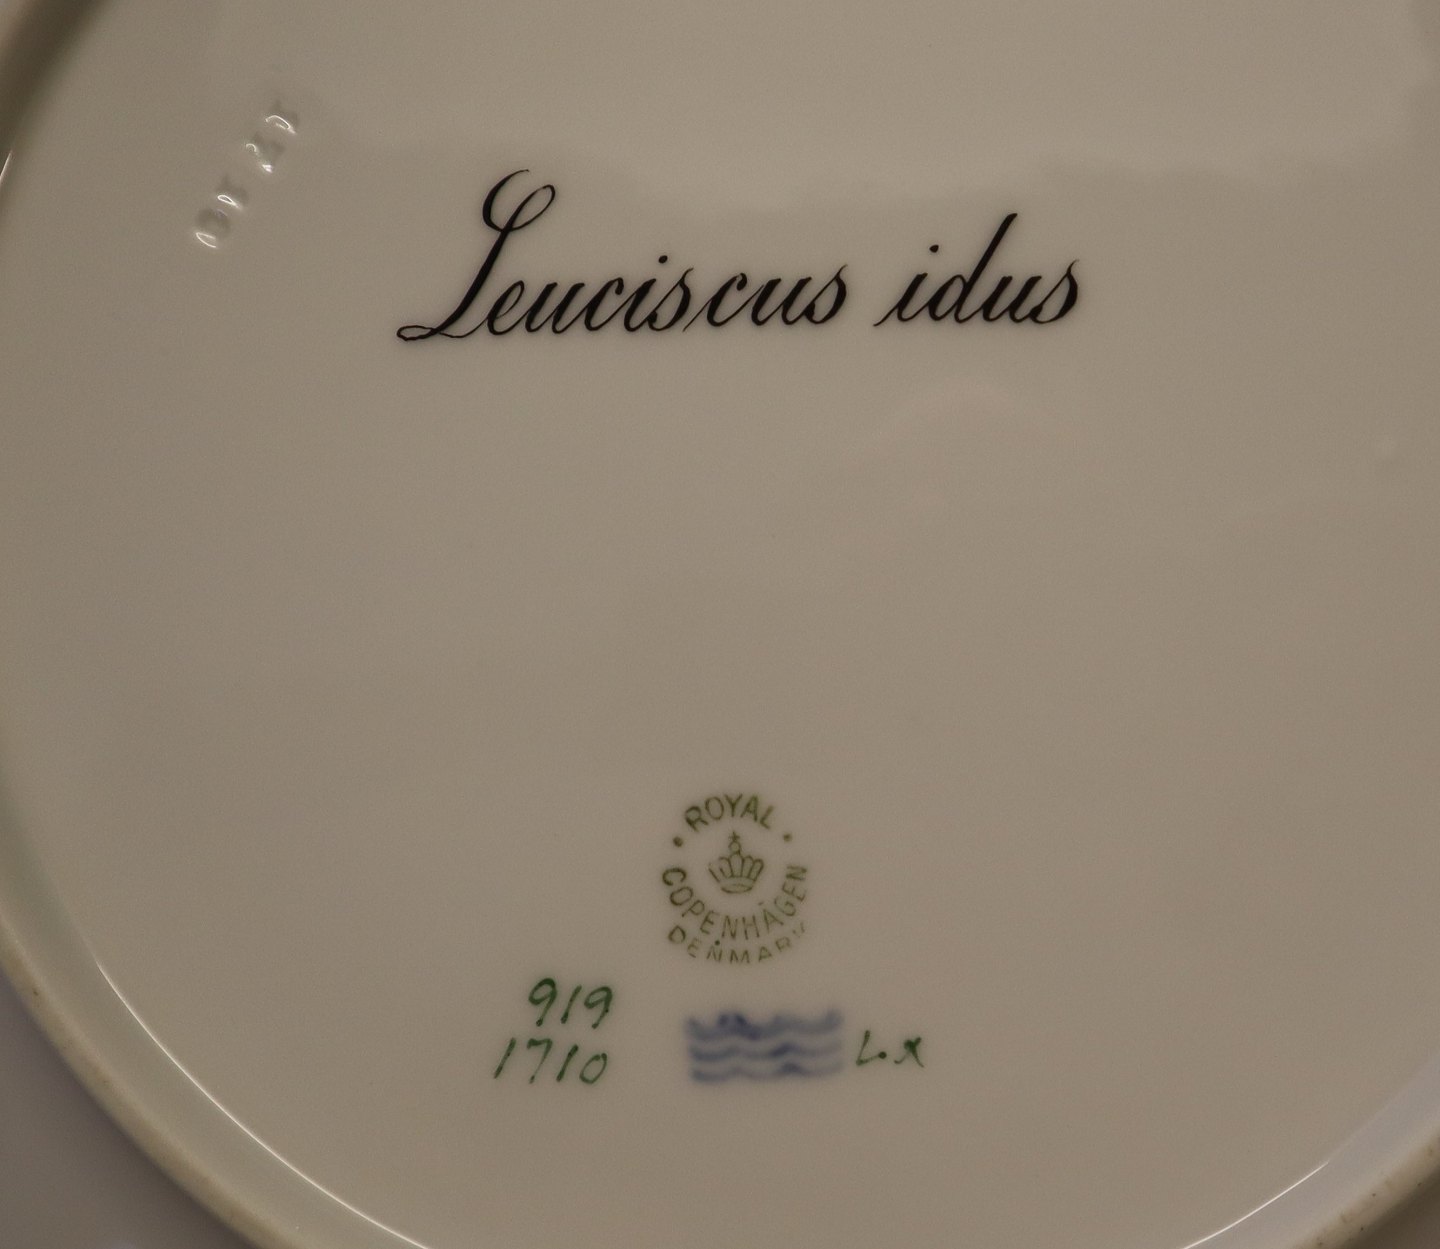 Leuciscus idus
ROYAL
COPENHAGEN
DENMARK
919
1710
L.x